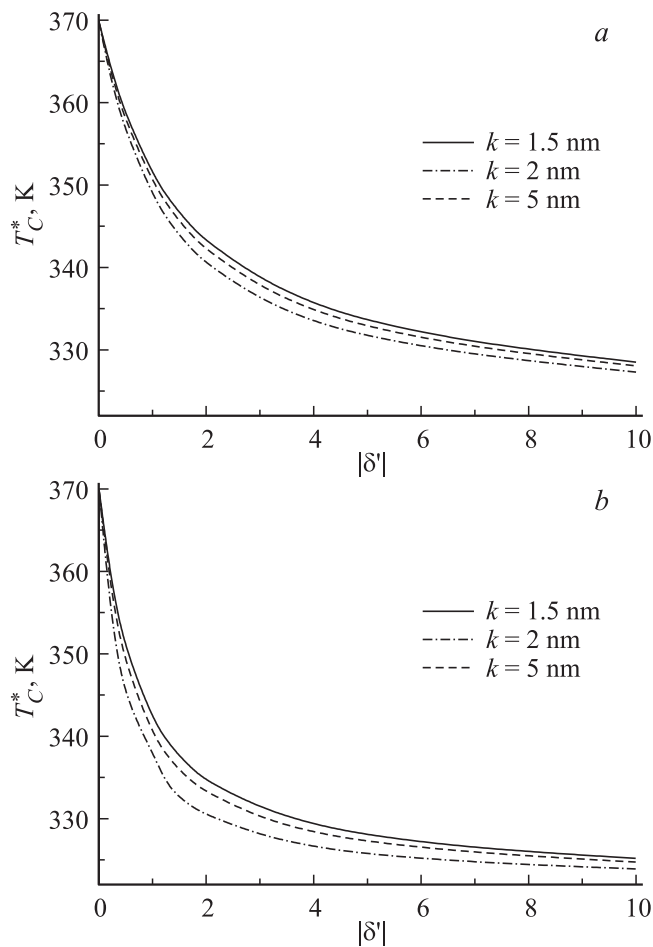 370
a
360
k = 1.5 nm
k = 2 nm
350
k = 5 nm
T*C, K
340
330
0 2 4 6 8 10
|δ'|
370
b
360
k = 1.5 nm
k = 2 nm
350
k = 5 nm
T*C, K
340
330
0 2 4 6 8 10
|δ'|